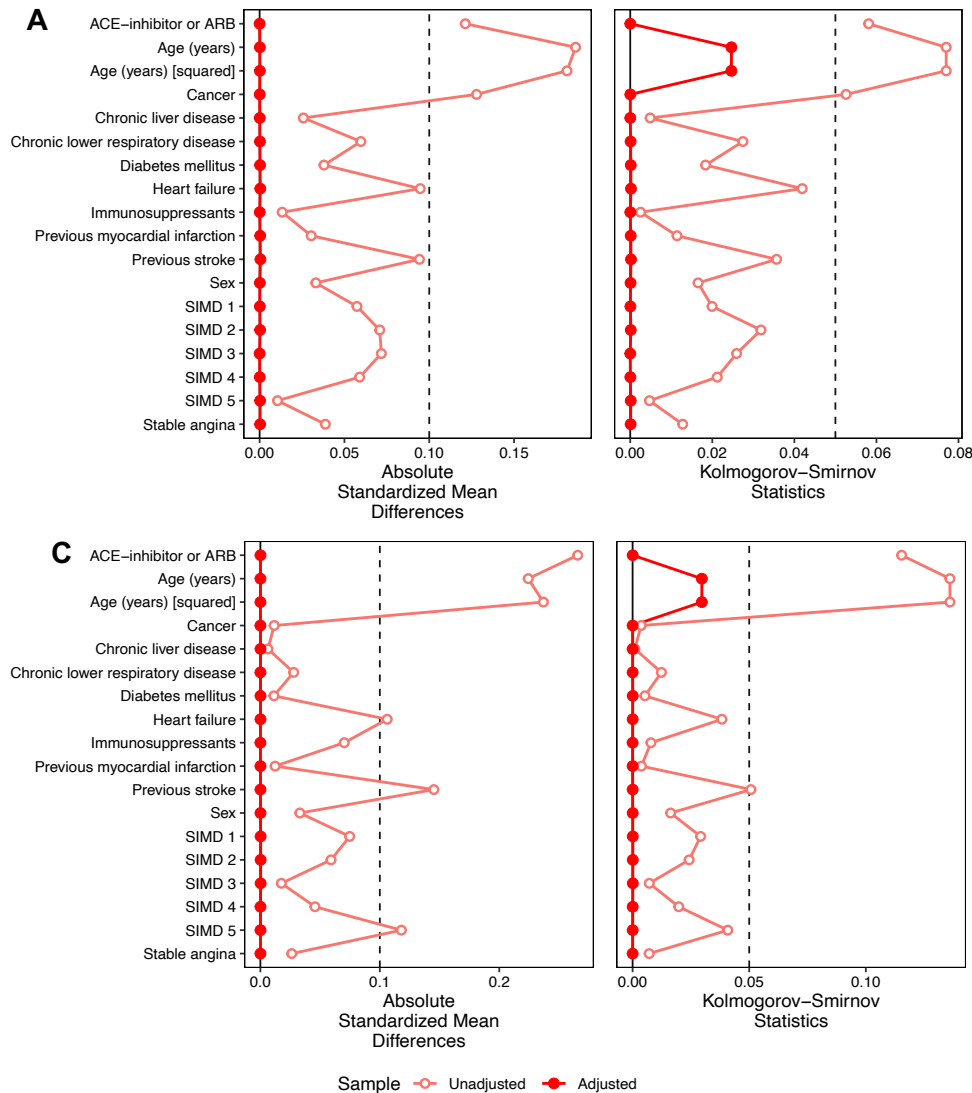 A
ACE−inhibitor or ARB
Age (years)
Age (years) [squared]
Cancer
Chronic liver disease
Chronic lower respiratory disease
Diabetes mellitus
Heart failure
Immunosuppressants
Previous myocardial infarction
Previous stroke
Sex
SIMD 1
SIMD 2
SIMD 3
SIMD 4
SIMD 5
Stable angina
0.00 0.05 0.10 0.15
Absolute
Standardized Mean
Differences
0.00 0.02 0.04 0.06 0.08
Kolmogorov−Smirnov
Statistics
C
ACE−inhibitor or ARB
Age (years)
Age (years) [squared]
Cancer
Chronic liver disease
Chronic lower respiratory disease
Diabetes mellitus
Heart failure
Immunosuppressants
Previous myocardial infarction
Previous stroke
Sex
SIMD 1
SIMD 2
SIMD 3
SIMD 4
SIMD 5
Stable angina
0.0 0.1 0.2
Absolute
Standardized Mean
Differences
0.00 0.05 0.10
Kolmogorov−Smirnov
Statistics
Sample Unadjusted Adjusted